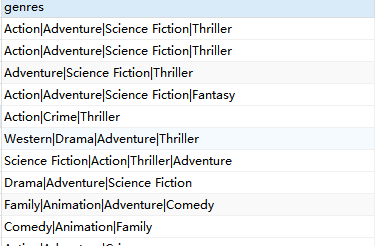 genres
Action|Adventure|Science Fiction|Thriller
Action|Adventure|Science Fiction|Thriller
Adventure|Science Fiction|Thriller
Action|Adventure|Science Fiction|Fantasy
Action|Crime|Thriller
Western|Drama|Adventure|Thriller
Science Fiction|Action|Thriller|Adventure
Drama|Adventure|Science Fiction
Family|Animation|Adventure|Comedy
Comedy|Animation|Family